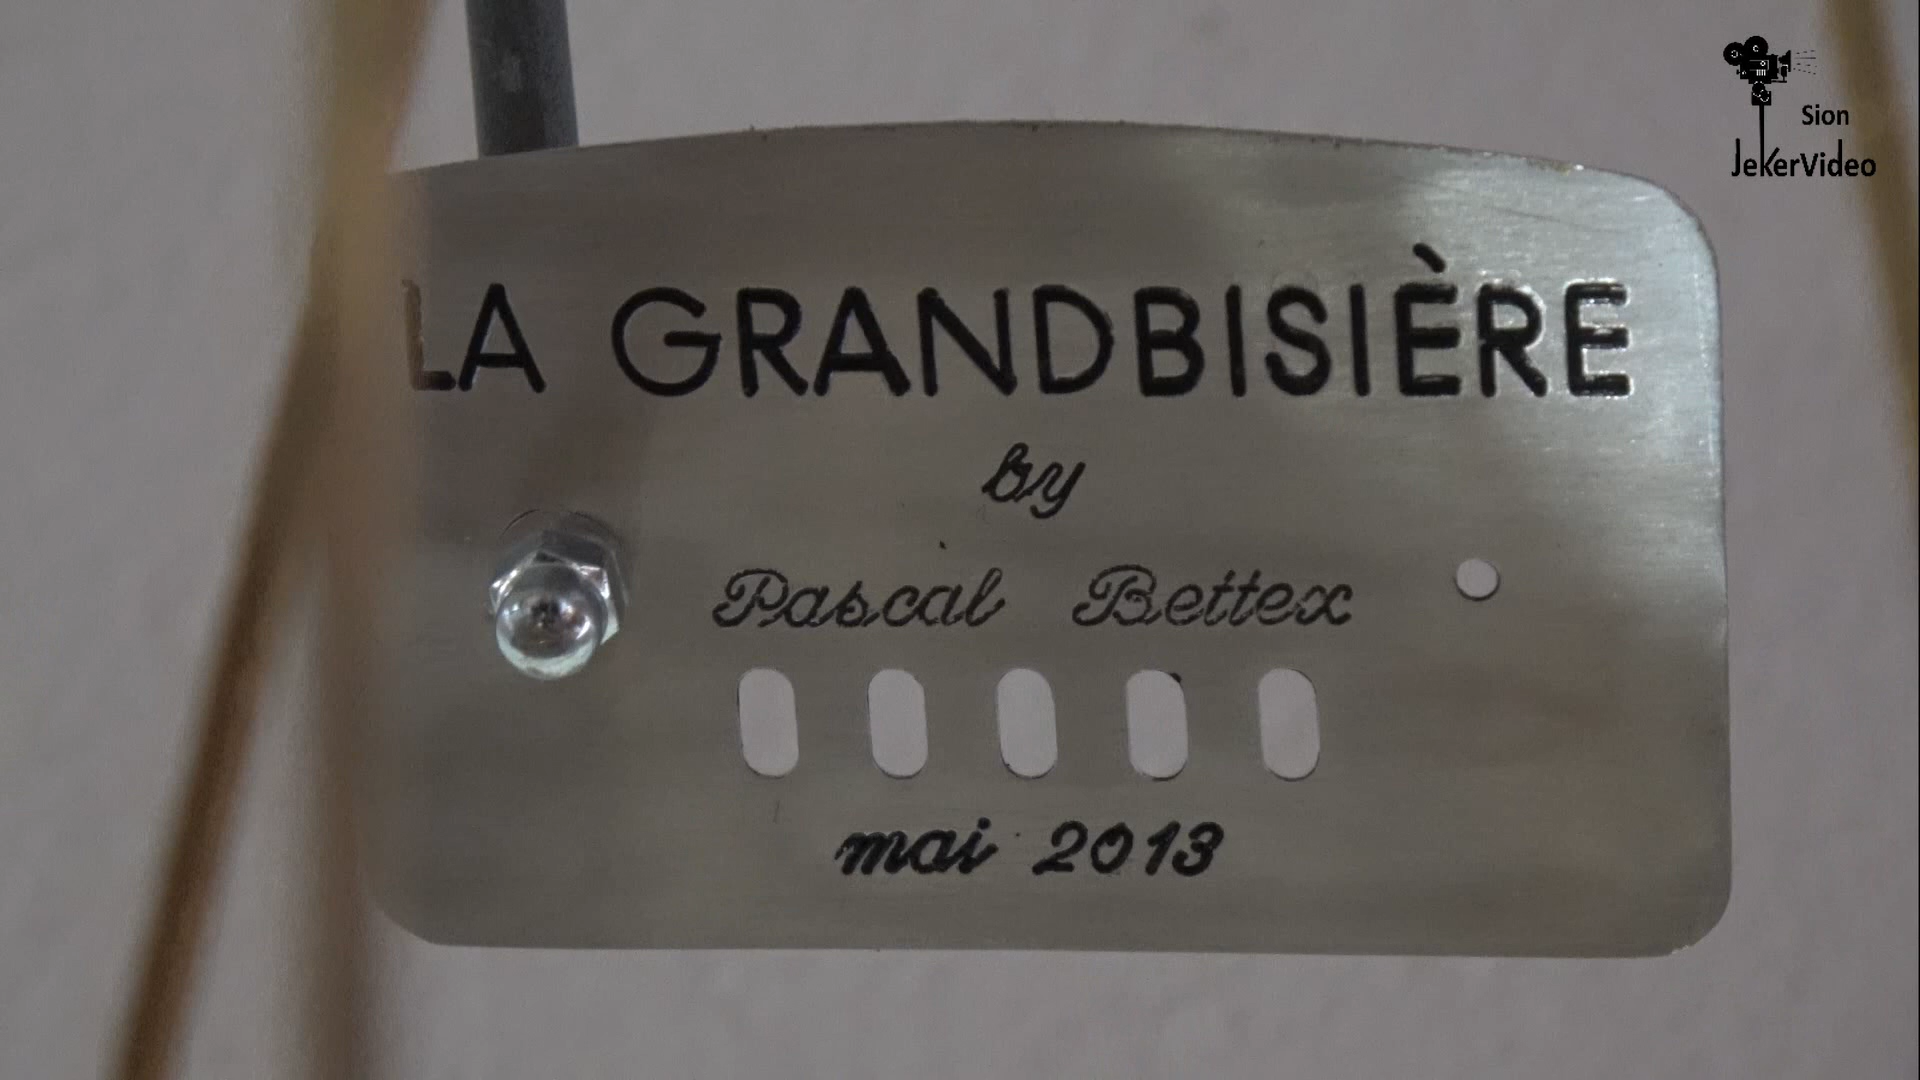 Sion
JekerVideo
LA GRANDBISIÈRE
by
Pascal Bettex
mai 2013